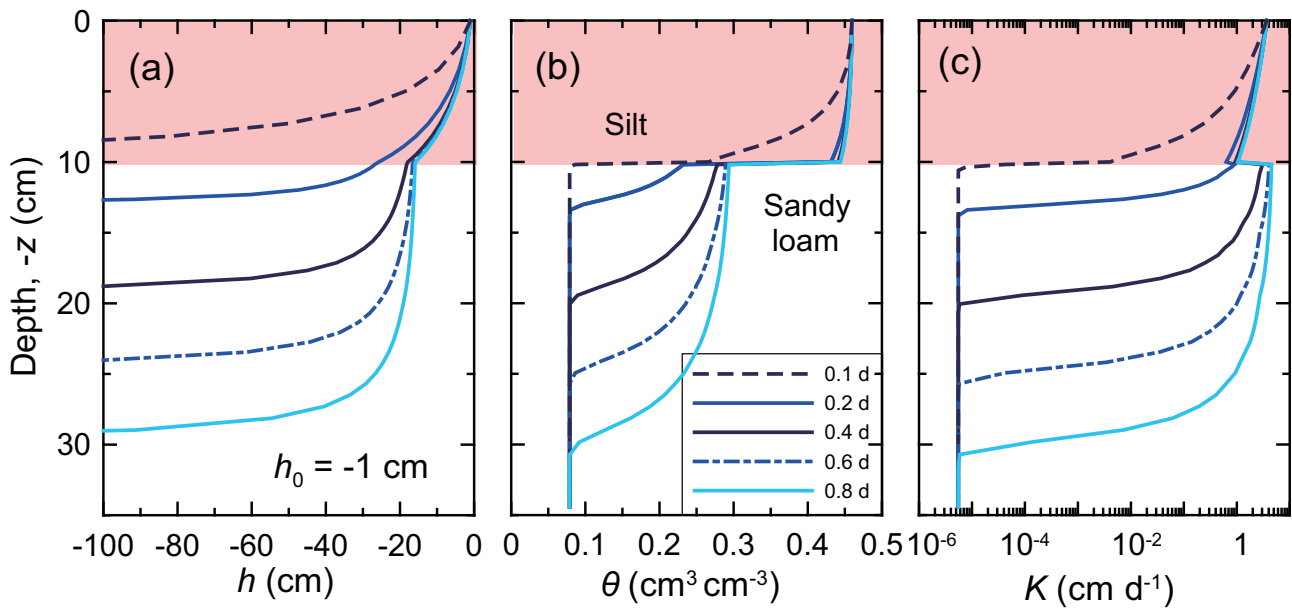 (a)
(b)
(c)
Silt
Sandy
loam
0
10
20
30
Depth, -z (cm)
h₀ = -1 cm
0.1 d
0.2 d
0.4 d
0.6 d
0.8 d
-100 -80 -60 -40 -20 0
0 0.1 0.2 0.3 0.4 0.5
10⁻⁶ 10⁻⁴ 10⁻² 1
h (cm)
θ (cm³ cm⁻³)
K (cm d⁻¹)